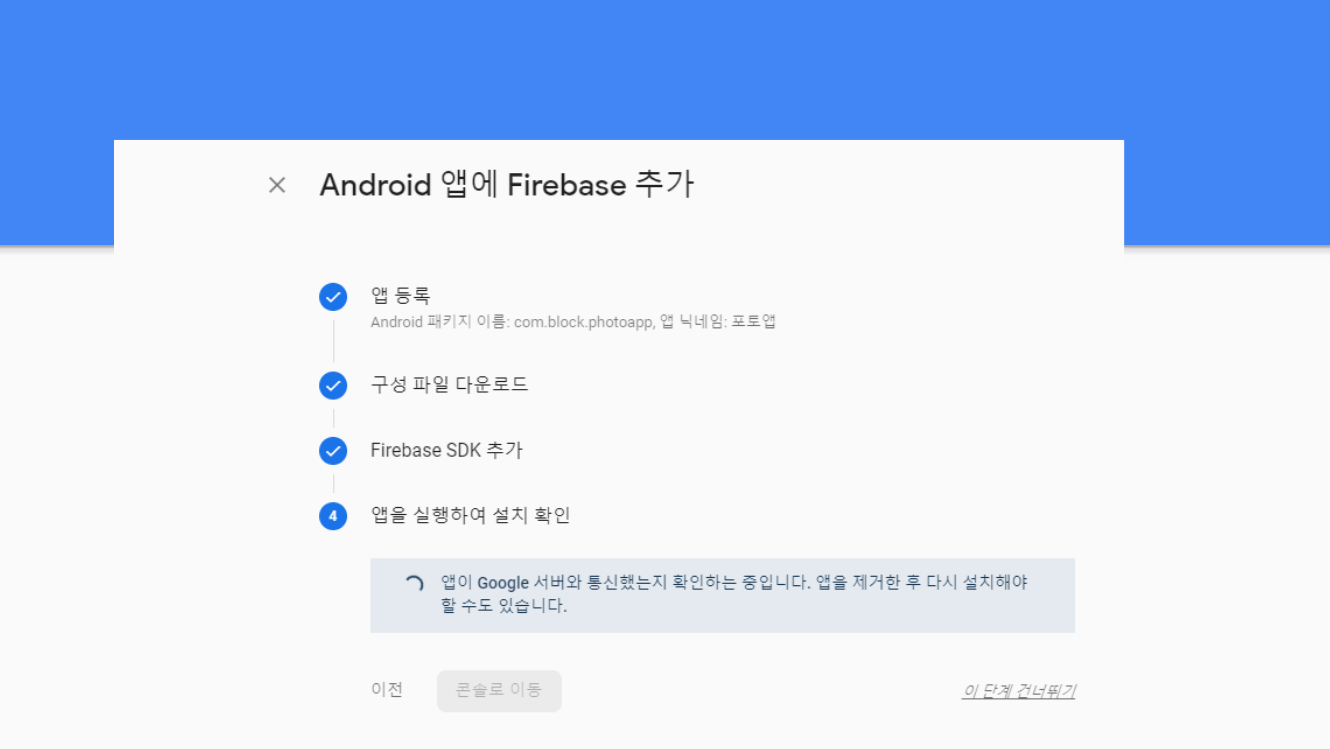 Android 앱에 Firebase 추가
앱 등록
Android 패키지 이름: com.block.photoapp, 앱 닉네임: 포토앱
구성 파일 다운로드
Firebase SDK 추가
4 앱을 실행하여 설치 확인
앱이 Google 서버와 통신했는지 확인하는 중입니다. 앱을 제거한 후 다시 설치해야
할 수도 있습니다.
이전 콘솔로 이동 이 단계 건너뛰기